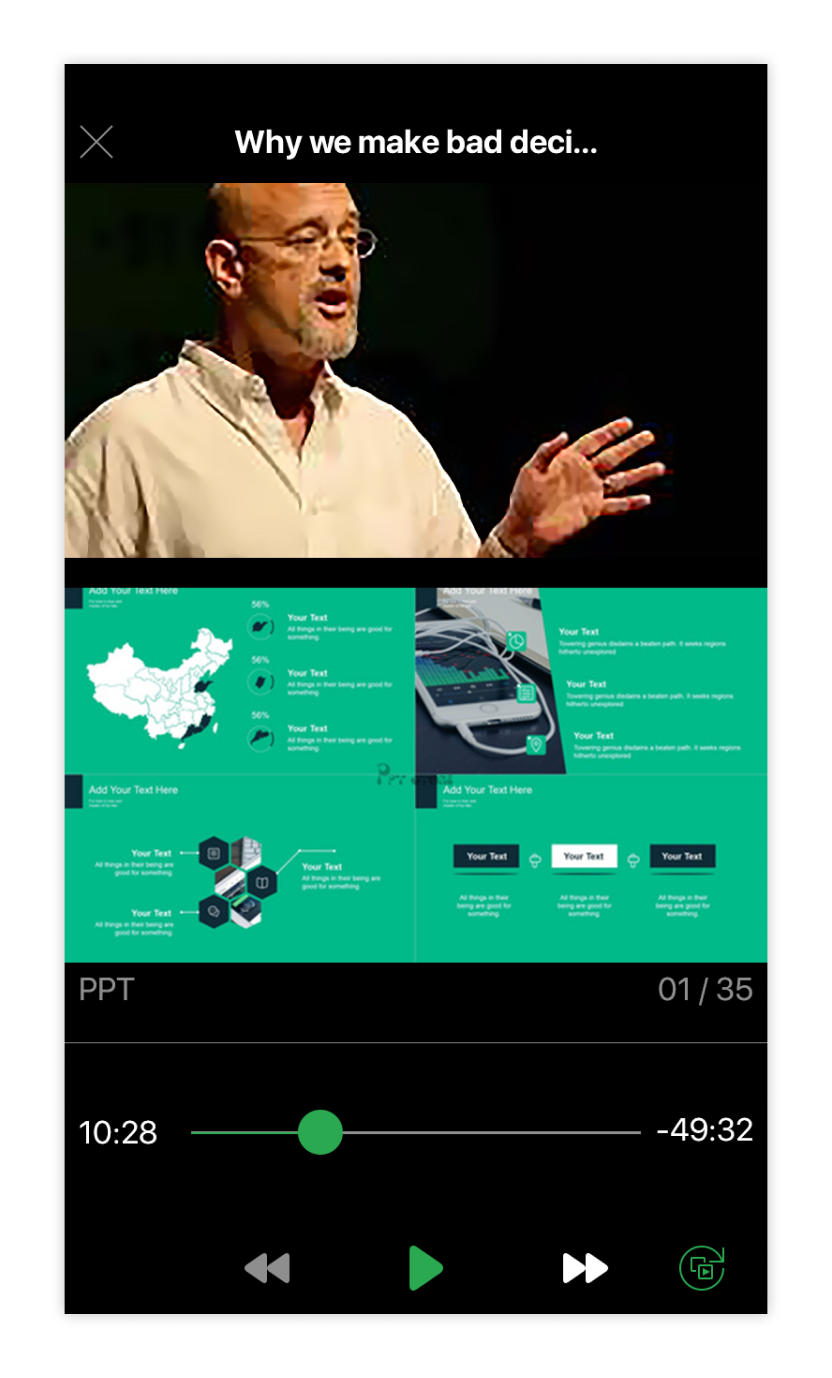 Why we make bad deci...
Add Your Text Here
56%
Your Text
All things in their being are good for
something
56%
Your Text
All things in their being are good for
something
56%
Your Text
All things in their being are good for
something
Add Your Text Here
Your Text
Towering genius disdains a beaten path. It seeks regions
hitherto unexplored
Your Text
Towering genius disdains a beaten path. It seeks regions
hitherto unexplored
Your Text
Towering genius disdains a beaten path. It seeks regions
hitherto unexplored
Add Your Text Here
Your Text
All things in their being are
good for something
Your Text
All things in their being are
good for something
Your Text
All things in their being are
good for something
Add Your Text Here
Your Text
Your Text
Your Text
All things in their
being are good for
something
All things in their
being are good for
something
All things in their
being are good for
something
PPT
01 / 35
10:28
-49:32